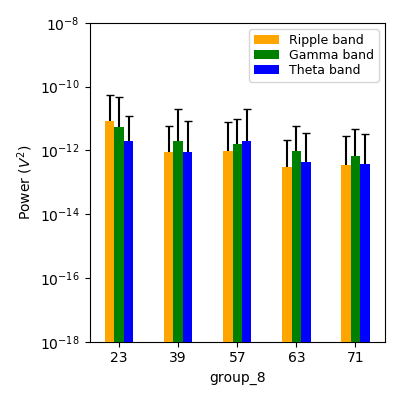 10⁻⁸
10⁻¹⁰
10⁻¹²
10⁻¹⁴
10⁻¹⁶
10⁻¹⁸
Power (V²)
Ripple band
Gamma band
Theta band
23 39 57 63 71
group_8